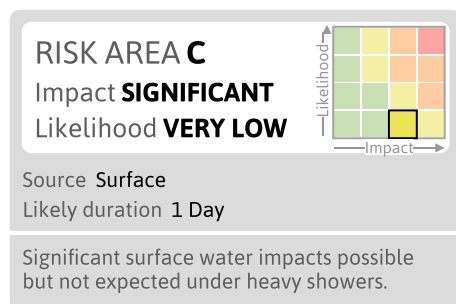 RISK AREA C
Impact SIGNIFICANT
Likelihood VERY LOW
Likelihood
Impact
Source Surface
Likely duration 1 Day
Significant surface water impacts possible
but not expected under heavy showers.